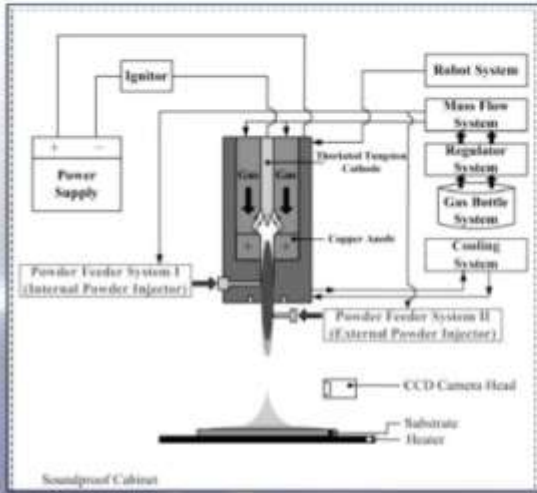 Ignitor
Robot System
Mass Flow
System
+ −
Power
Supply
Thoriated Tungsten
Cathode
Gas
Gas
Regulator
System
Gas Bottle
System
+
+
Copper Anode
Cooling
System
Powder Feeder System I
(Internal Powder Injector)
Powder Feeder System II
(External Powder Injector)
CCD Camera Head
Substrate
Heater
Soundproof Cabinet